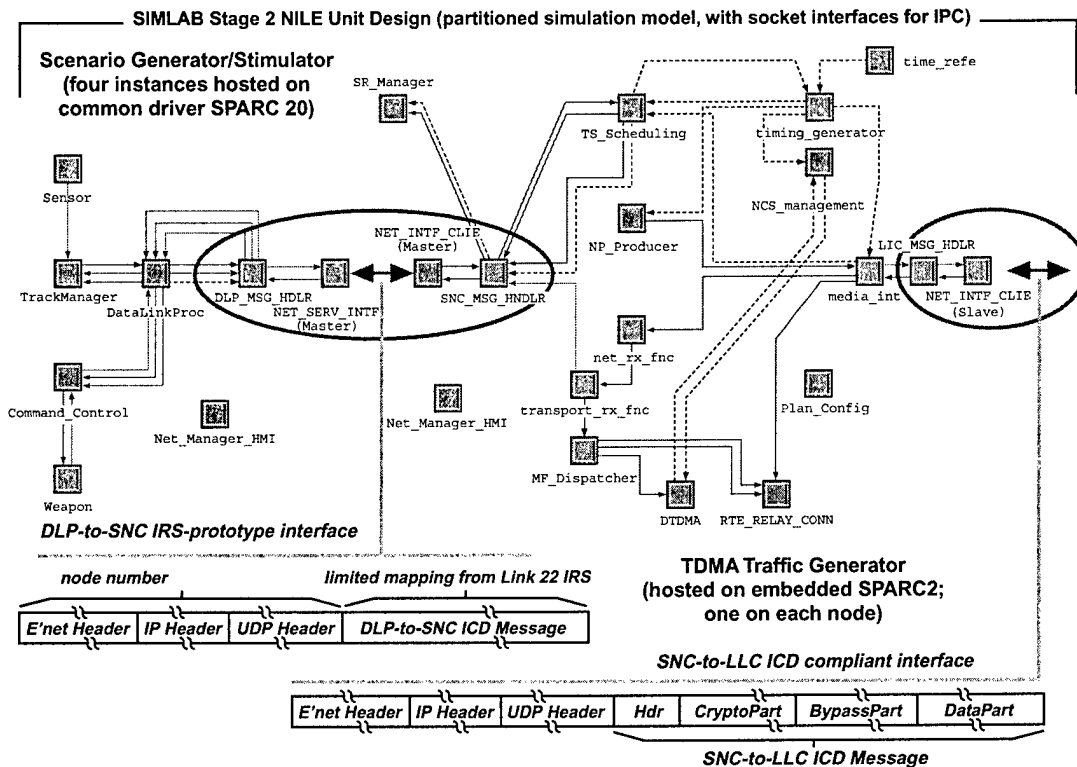 SIMLAB Stage 2 NILE Unit Design (partitioned simulation model, with socket interfaces for IPC)
Scenario Generator/Stimulator
(four instances hosted on
common driver SPARC 20)
SR_Manager
time_refe
TS_Scheduling
timing_generator
Sensor
NCS_management
NET_INTF_CLIE
(Master)
NP_Producer
LIC_MSG_HDLR
TrackManager
DataLinkProc
DLP_MSG_HDLR
NET_SERV_INTF
(Master)
SNC_MSG_HNDLR
media_int
NET_INTF_CLIE
(Slave)
net_rx_fnc
Command_Control
Net_Manager_HMI
Net_Manager_HMI
transport_rx_fnc
Plan_Config
Weapon
MF_Dispatcher
DTDMA
RTE_RELAY_CONN
DLP-to-SNC IRS-prototype interface
node number
limited mapping from Link 22 IRS
E'net Header
IP Header
UDP Header
DLP-to-SNC ICD Message
TDMA Traffic Generator
(hosted on embedded SPARC2;
one on each node)
SNC-to-LLC ICD compliant interface
E'net Header
IP Header
UDP Header
Hdr
CryptoPart
BypassPart
DataPart
SNC-to-LLC ICD Message